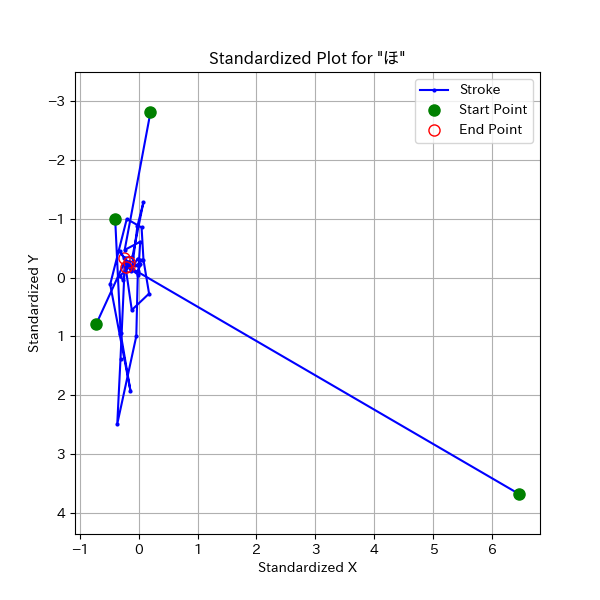 Standardized Plot for "ほ"
Stroke
Start Point
End Point
−3
−2
−1
0
1
2
3
4
Standardized Y
−1 0 1 2 3 4 5 6
Standardized X